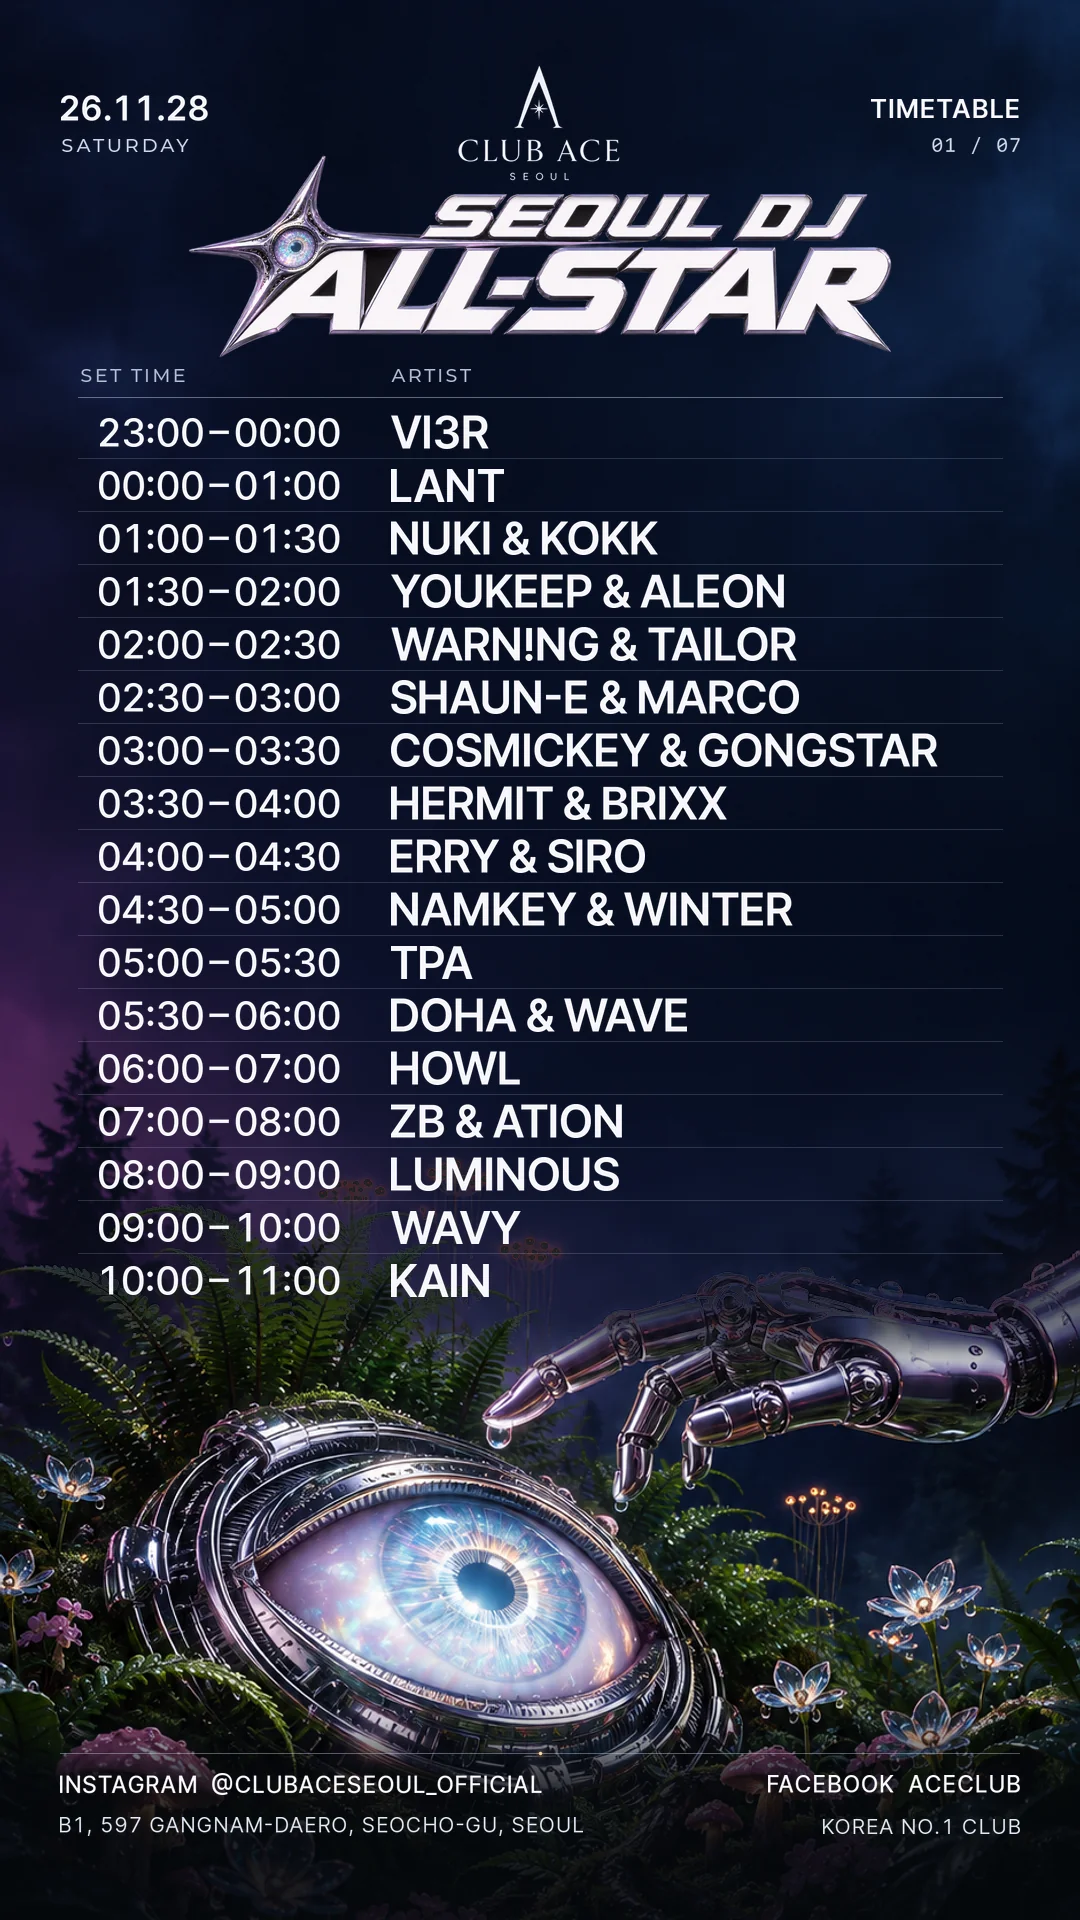 26.11.28
SATURDAY
A
CLUB ACE
SEOUL
TIMETABLE
01 / 07
SEOUL DJ
ALL-STAR
SET TIME ARTIST
23:00–00:00 VI3R
00:00–01:00 LANT
01:00–01:30 NUKI & KOKK
01:30–02:00 YOUKEEP & ALEON
02:00–02:30 WARN!NG & TAILOR
02:30–03:00 SHAUN-E & MARCO
03:00–03:30 COSMICKEY & GONGSTAR
03:30–04:00 HERMIT & BRIXX
04:00–04:30 ERRY & SIRO
04:30–05:00 NAMKEY & WINTER
05:00–05:30 TPA
05:30–06:00 DOHA & WAVE
06:00–07:00 HOWL
07:00–08:00 ZB & ATION
08:00–09:00 LUMINOUS
09:00–10:00 WAVY
10:00–11:00 KAIN
INSTAGRAM @CLUBACESEOUL_OFFICIAL
B1, 597 GANGNAM-DAERO, SEOCHO-GU, SEOUL
FACEBOOK ACECLUB
KOREA NO.1 CLUB